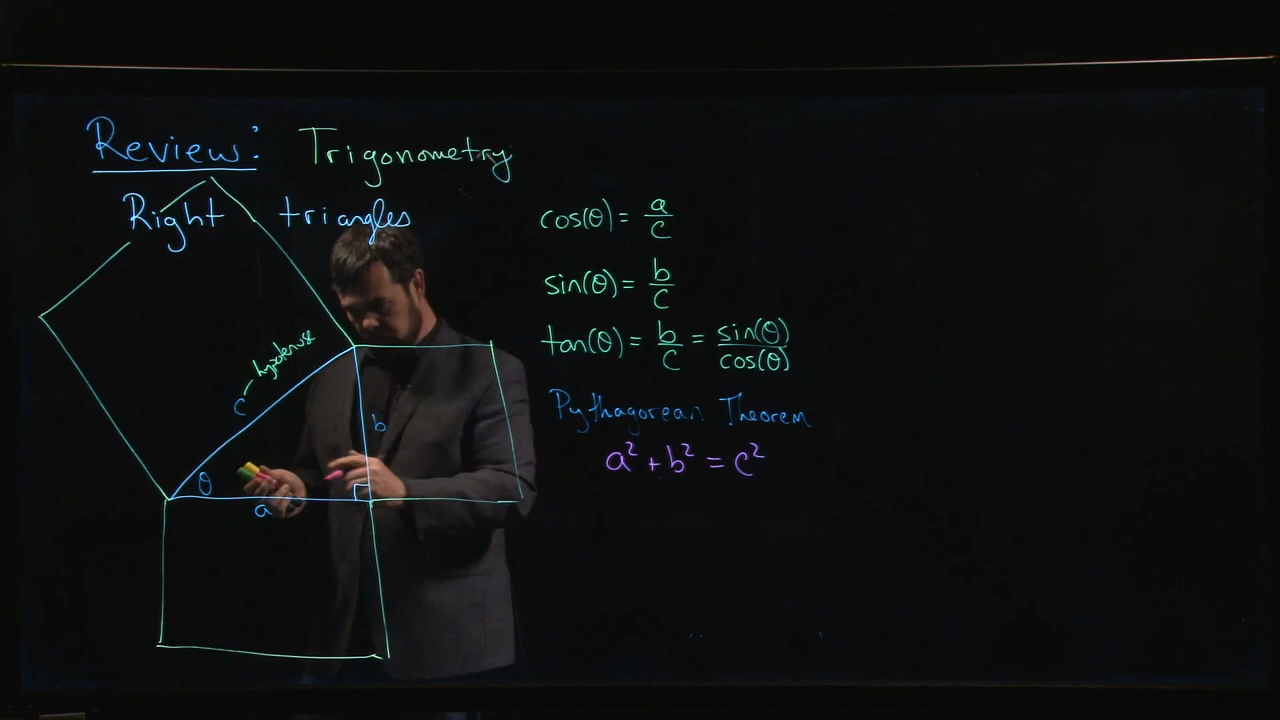 Review: Trigonometry
Right triangles
cos(θ) = a/c
sin(θ) = b/c
tan(θ) = b/c = sin(θ)/cos(θ)
Pythagorean Theorem
a² + b² = c²
hypotenuse
c
b
θ
a